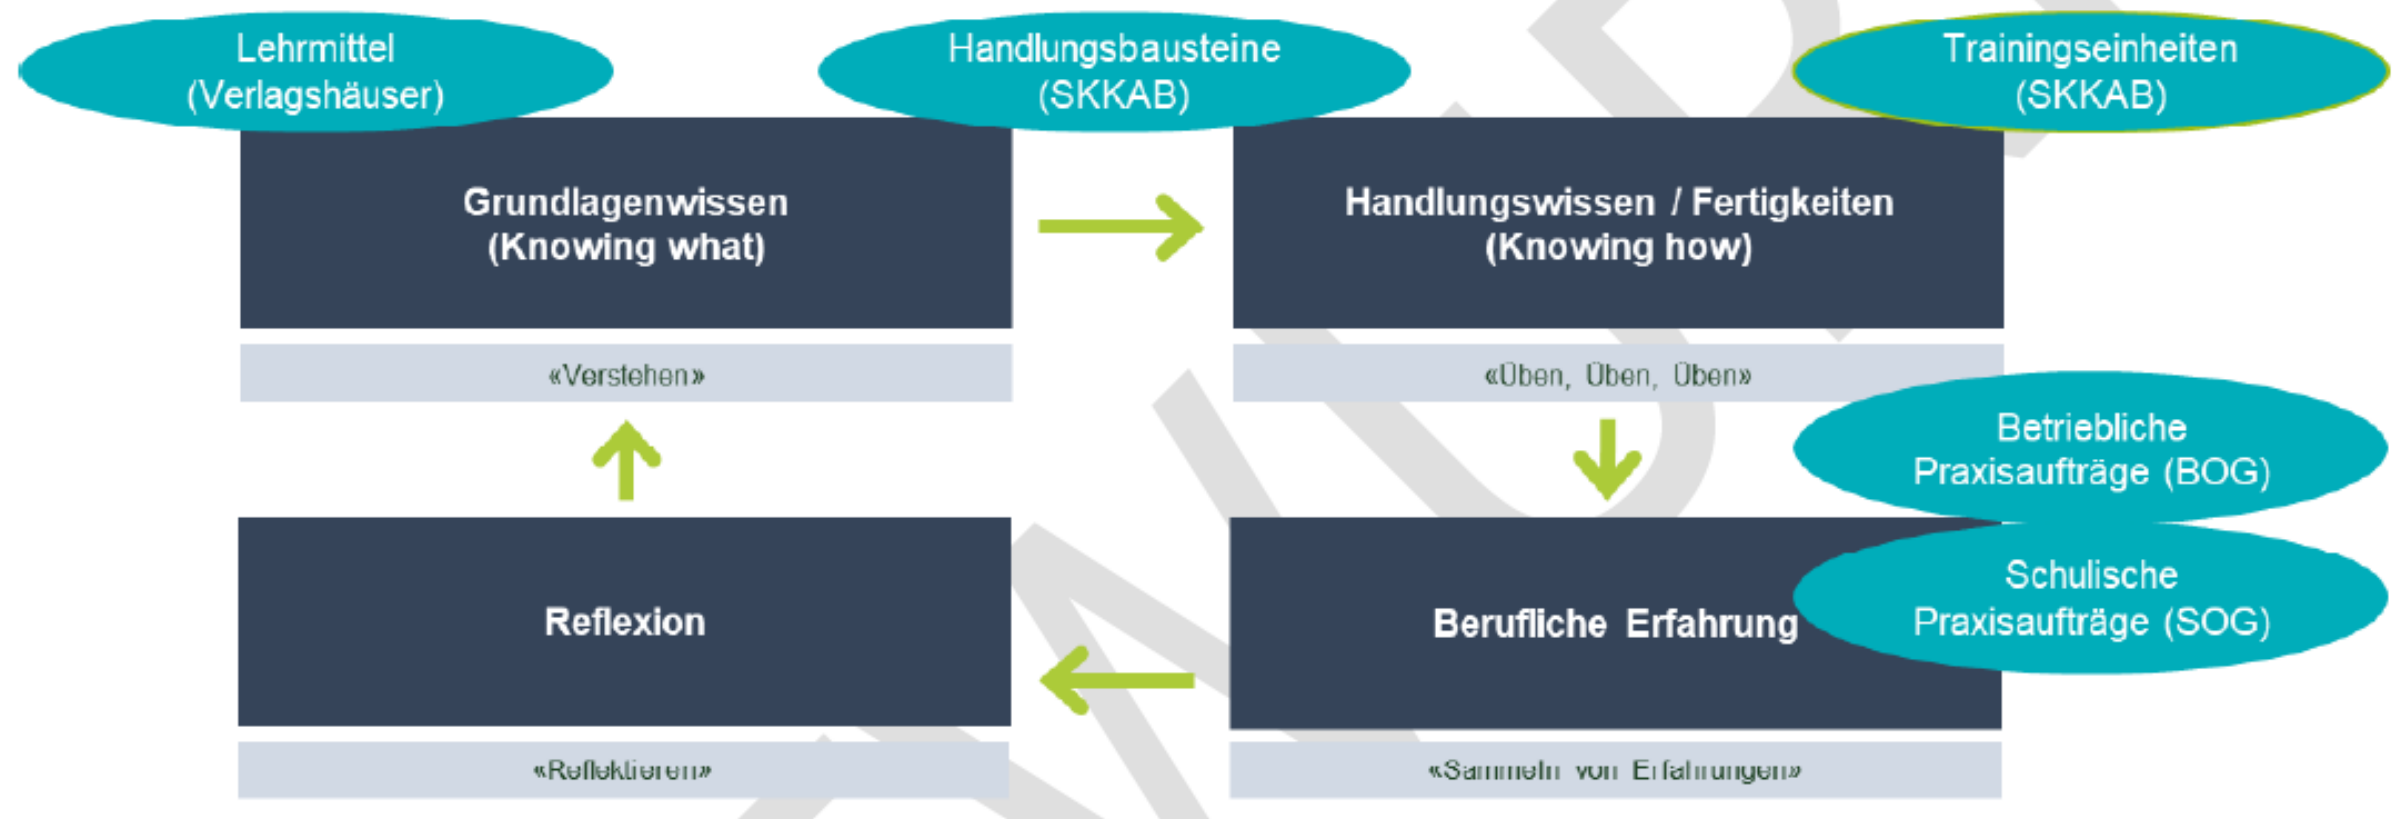 Lehrmittel
(Verlagshäuser)
Handlungsbausteine
(SKKAB)
Trainingseinheiten
(SKKAB)
Grundlagenwissen
(Knowing what)
Handlungswissen / Fertigkeiten
(Knowing how)
«Verstehen»
«Üben, Üben, Üben»
Betriebliche
Praxisaufträge (BOG)
Schulische
Praxisaufträge (SOG)
Reflexion
Berufliche Erfahrung
«Reflektieren»
«Sammeln von Erfahrungen»